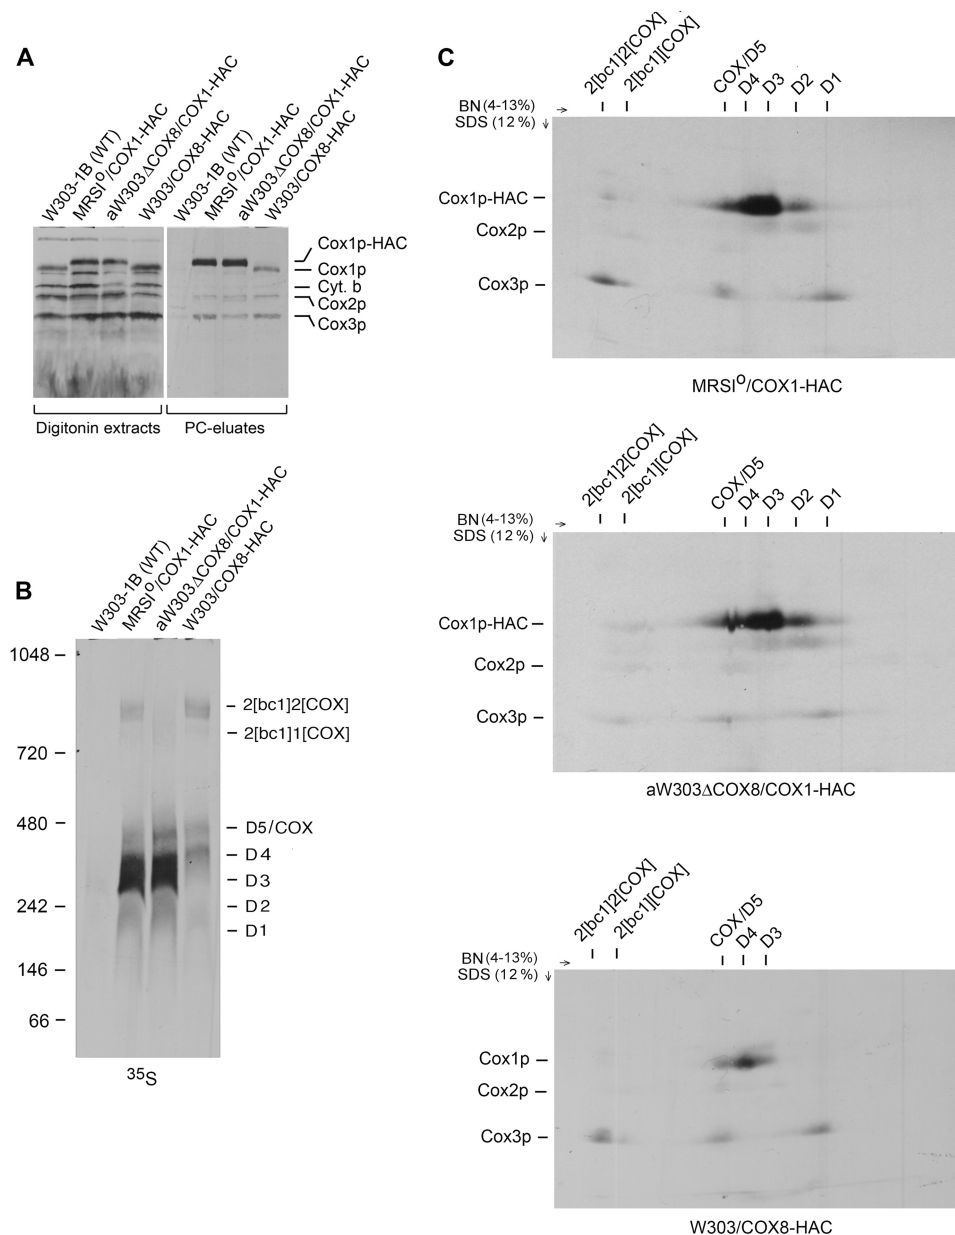 A
W303-1B (WT)
MRSIº/COX1-HAC
aW303ΔCOX8/COX1-HAC
W303/COX8-HAC
W303-1B (WT)
MRSIº/COX1-HAC
aW303ΔCOX8/COX1-HAC
W303/COX8-HAC
Cox1p-HAC
Cox1p
Cyt. b
Cox2p
Cox3p
Digitonin extracts
PC-eluates
B
W303-1B (WT)
MRSIº/COX1-HAC
aW303ΔCOX8/COX1-HAC
W303/COX8-HAC
1048
720
480
242
146
66
2[bc1]2[COX]
2[bc1]1[COX]
D5/COX
D4
D3
D2
D1
35S
C
2[bc1]2[COX]
2[bc1][COX]
COX/D5
D4
D3
D2
D1
BN (4-13%)
SDS (12 %)
Cox1p-HAC
Cox2p
Cox3p
MRSIº/COX1-HAC
2[bc1]2[COX]
2[bc1][COX]
COX/D5
D4
D3
D2
D1
BN (4-13%)
SDS (12 %)
Cox1p-HAC
Cox2p
Cox3p
aW303ΔCOX8/COX1-HAC
2[bc1]2[COX]
2[bc1][COX]
COX/D5
D4
D3
BN (4-13%)
SDS (12 %)
Cox1p
Cox2p
Cox3p
W303/COX8-HAC